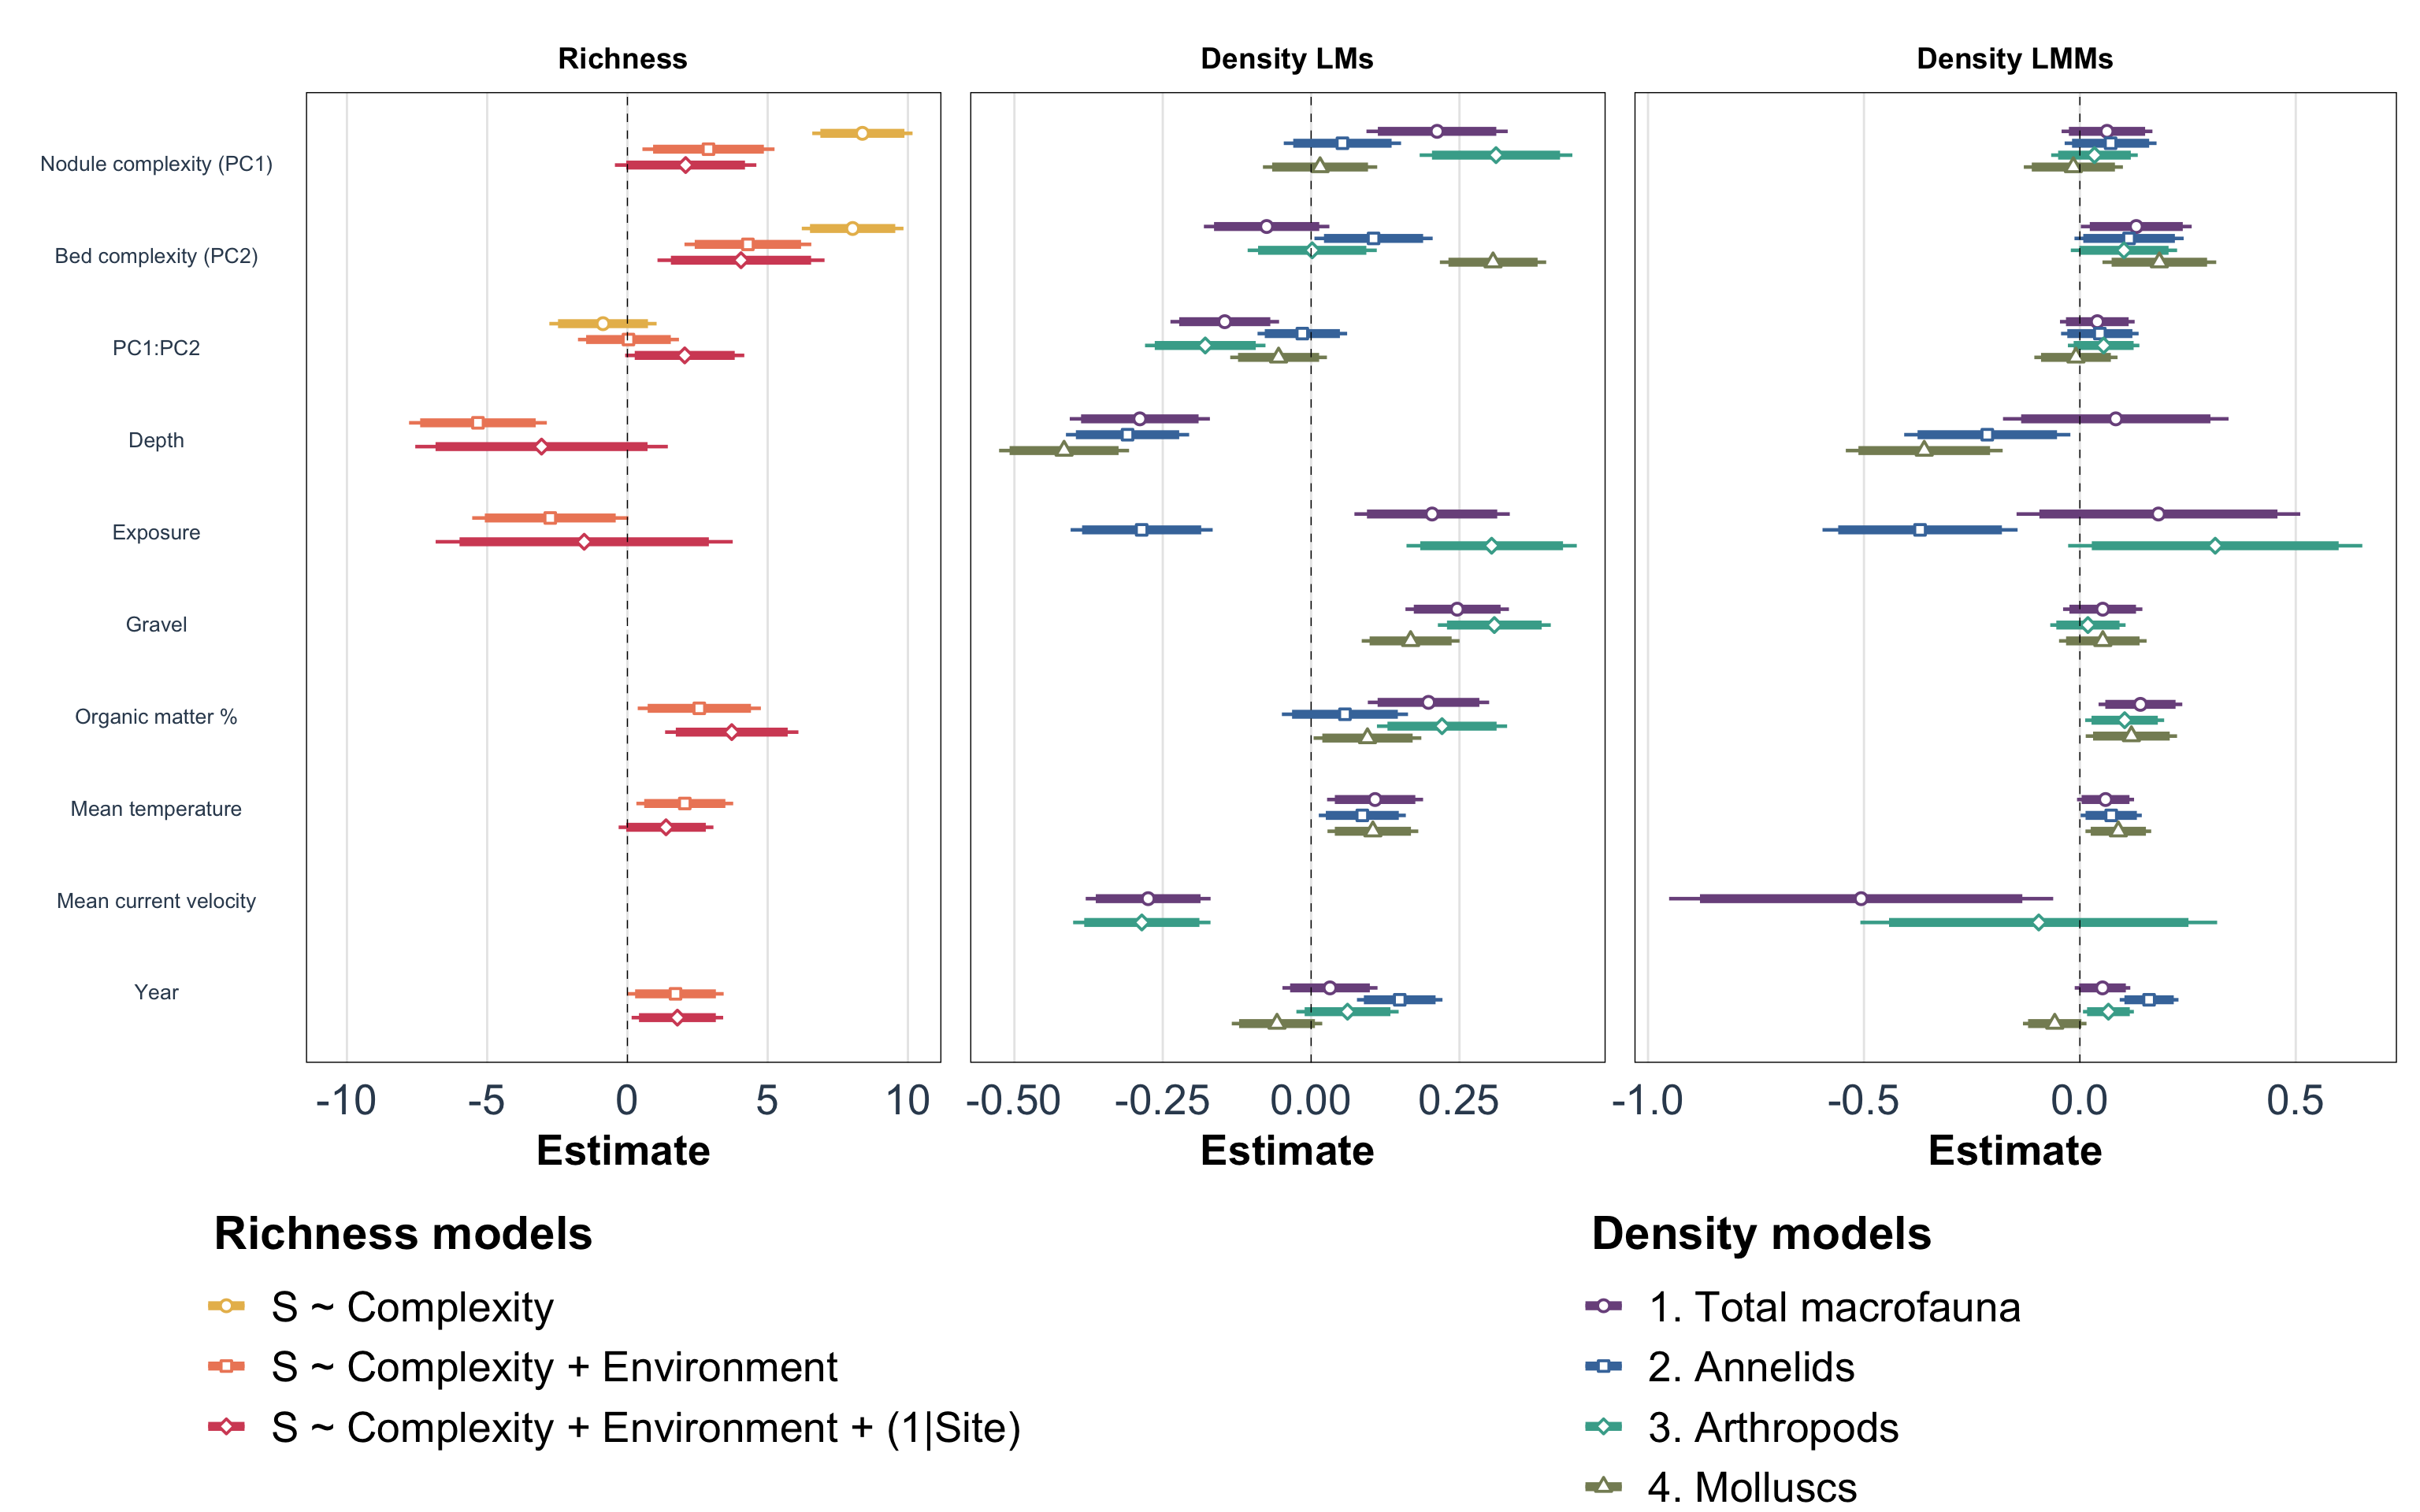 Richness
Density LMs
Density LMMs
Nodule complexity (PC1)
Bed complexity (PC2)
PC1:PC2
Depth
Exposure
Gravel
Organic matter %
Mean temperature
Mean current velocity
Year
-10 -5 0 5 10
-0.50 -0.25 0.00 0.25
-1.0 -0.5 0.0 0.5
Estimate
Estimate
Estimate
Richness models
S ~ Complexity
S ~ Complexity + Environment
S ~ Complexity + Environment + (1|Site)
Density models
1. Total macrofauna
2. Annelids
3. Arthropods
4. Molluscs